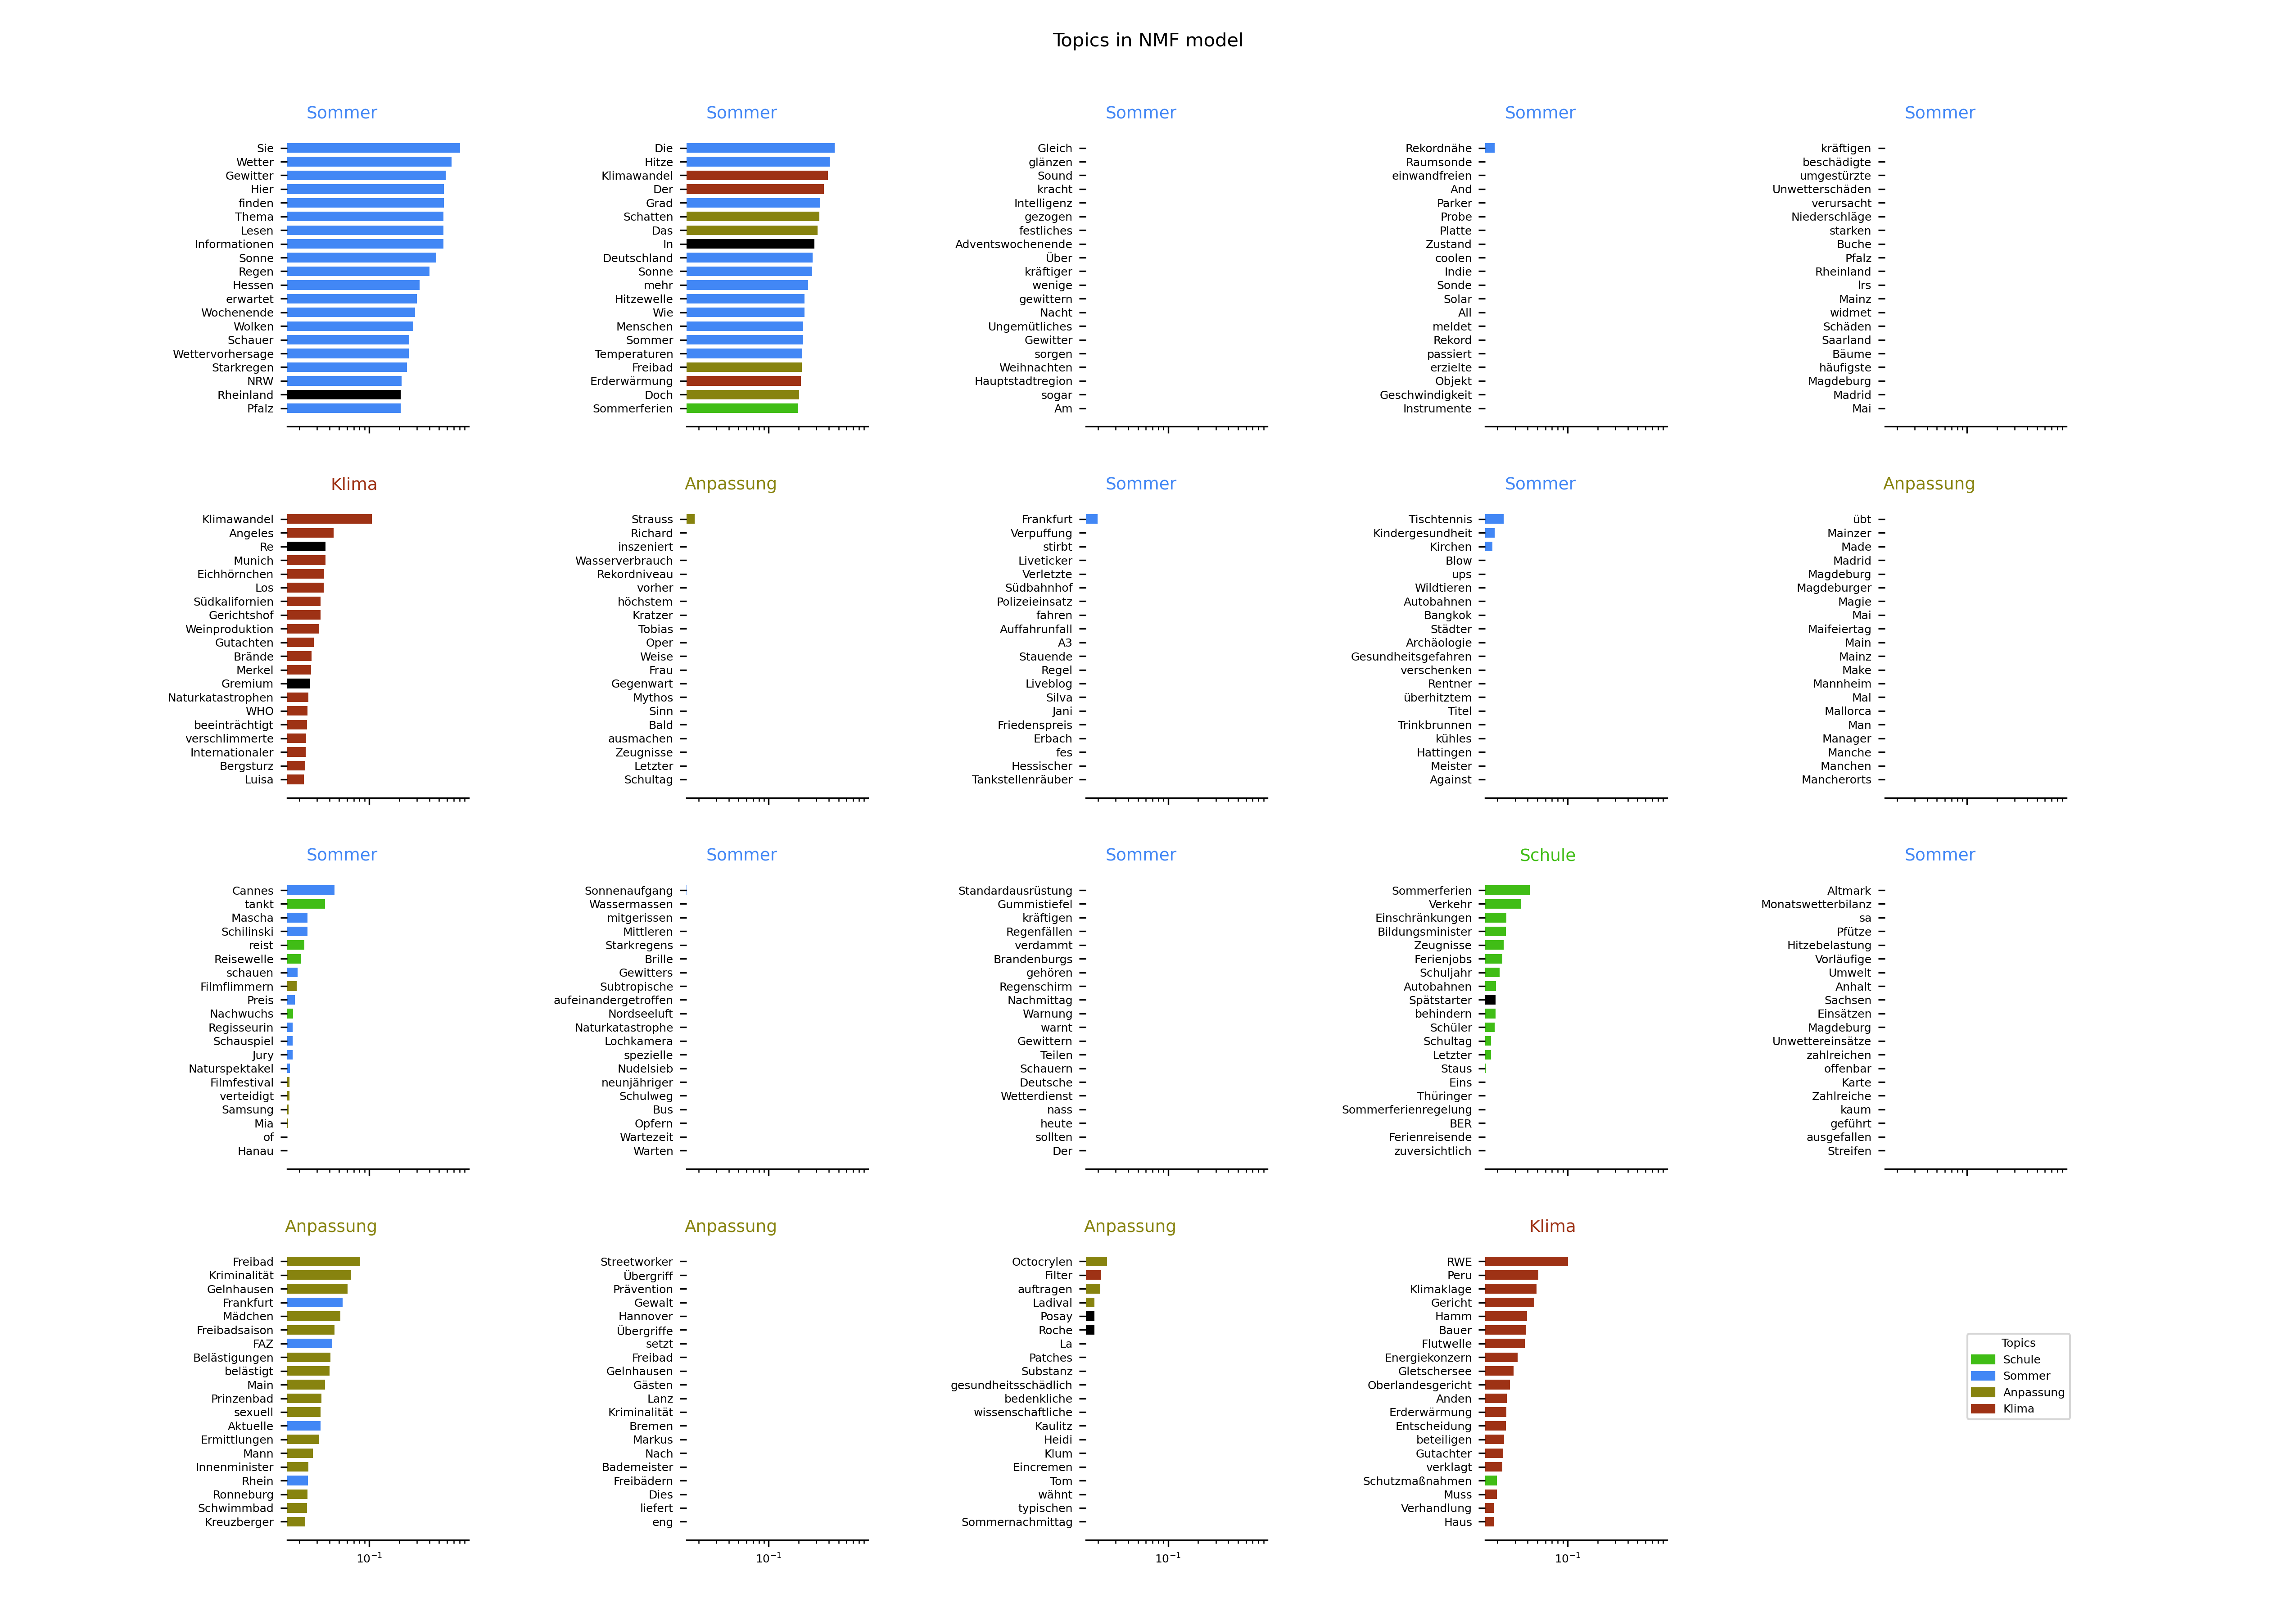 Topics in NMF model
Sommer
Sie
Wetter
Gewitter
Hier
finden
Thema
Lesen
Informationen
Sonne
Regen
Hessen
erwartet
Wochenende
Wolken
Schauer
Wettervorhersage
Starkregen
NRW
Rheinland
Pfalz
Sommer
Die
Hitze
Klimawandel
Der
Grad
Schatten
Das
In
Deutschland
Sonne
mehr
Hitzewelle
Wie
Menschen
Sommer
Temperaturen
Freibad
Erderwärmung
Doch
Sommerferien
Sommer
Gleich
glänzen
Sound
kracht
Intelligenz
gezogen
festliches
Adventswochenende
Über
kräftiger
wenige
gewittern
Nacht
Ungemütliches
Gewitter
sorgen
Weihnachten
Hauptstadtregion
sogar
Am
Sommer
Rekordnähe
Raumsonde
einwandfreien
And
Parker
Probe
Platte
Zustand
coolen
Indie
Sonde
Solar
All
meldet
Rekord
passiert
erzielte
Objekt
Geschwindigkeit
Instrumente
Sommer
kräftigen
beschädigte
umgestürzte
Unwetterschäden
verursacht
Niederschläge
starken
Buche
Pfalz
Rheinland
lrs
Mainz
widmet
Schäden
Saarland
Bäume
häufigste
Magdeburg
Madrid
Mai
Klima
Klimawandel
Angeles
Re
Munich
Eichhörnchen
Los
Südkalifornien
Gerichtshof
Weinproduktion
Gutachten
Brände
Merkel
Gremium
Naturkatastrophen
WHO
beeinträchtigt
verschlimmerte
Internationaler
Bergsturz
Luisa
Anpassung
Strauss
Richard
inszeniert
Wasserverbrauch
Rekordniveau
vorher
höchstem
Kratzer
Tobias
Oper
Weise
Frau
Gegenwart
Mythos
Sinn
Bald
ausmachen
Zeugnisse
Letzter
Schultag
Sommer
Frankfurt
Verpuffung
stirbt
Liveticker
Verletzte
Südbahnhof
Polizeieinsatz
fahren
Auffahrunfall
A3
Stauende
Regel
Liveblog
Silva
Jani
Friedenspreis
Erbach
fes
Hessischer
Tankstellenräuber
Sommer
Tischtennis
Kindergesundheit
Kirchen
Blow
ups
Wildtieren
Autobahnen
Bangkok
Städter
Archäologie
Gesundheitsgefahren
verschenken
Rentner
überhitztem
Titel
Trinkbrunnen
kühles
Hattingen
Meister
Against
Anpassung
übt
Mainzer
Made
Madrid
Magdeburg
Magdeburger
Magie
Mai
Maifeiertag
Main
Mainz
Make
Mannheim
Mal
Mallorca
Man
Manager
Manche
Manchen
Mancherorts
Sommer
Cannes
tankt
Mascha
Schilinski
reist
Reisewelle
schauen
Filmflimmern
Preis
Nachwuchs
Regisseurin
Schauspiel
Jury
Naturspektakel
Filmfestival
verteidigt
Samsung
Mia
of
Hanau
Sommer
Sonnenaufgang
Wassermassen
mitgerissen
Mittleren
Starkregens
Brille
Gewitters
Subtropische
aufeinandergetroffen
Nordseeluft
Naturkatastrophe
Lochkamera
spezielle
Nudelsieb
neunjähriger
Schulweg
Bus
Opfern
Wartezeit
Warten
Sommer
Standardausrüstung
Gummistiefel
kräftigen
Regenfällen
verdammt
Brandenburgs
gehören
Regenschirm
Nachmittag
Warnung
warnt
Gewittern
Teilen
Schauern
Deutsche
Wetterdienst
nass
heute
sollten
Der
Schule
Sommerferien
Verkehr
Einschränkungen
Bildungsminister
Zeugnisse
Ferienjobs
Schuljahr
Autobahnen
Spätstarter
behindern
Schüler
Schultag
Letzter
Staus
Eins
Thüringer
Sommerferienregelung
BER
Ferienreisende
zuversichtlich
Sommer
Altmark
Monatswetterbilanz
sa
Pfütze
Hitzebelastung
Vorläufige
Umwelt
Anhalt
Sachsen
Einsätzen
Magdeburg
Unwettereinsätze
zahlreichen
offenbar
Karte
Zahlreiche
kaum
geführt
ausgefallen
Streifen
Anpassung
Freibad
Kriminalität
Gelnhausen
Frankfurt
Mädchen
Freibadsaison
FAZ
Belästigungen
belästigt
Main
Prinzenbad
sexuell
Aktuelle
Ermittlungen
Mann
Innenminister
Rhein
Ronneburg
Schwimmbad
Kreuzberger
10⁻¹
Anpassung
Streetworker
Übergriff
Prävention
Gewalt
Hannover
Übergriffe
setzt
Freibad
Gelnhausen
Gästen
Lanz
Kriminalität
Bremen
Markus
Nach
Bademeister
Freibädern
Dies
liefert
eng
10⁻¹
Anpassung
Octocrylen
Filter
auftragen
Ladival
Posay
Roche
La
Patches
Substanz
gesundheitsschädlich
bedenkliche
wissenschaftliche
Kaulitz
Heidi
Klum
Eincremen
Tom
wähnt
typischen
Sommernachmittag
10⁻¹
Klima
RWE
Peru
Klimaklage
Gericht
Hamm
Bauer
Flutwelle
Energiekonzern
Gletschersee
Oberlandesgericht
Anden
Erderwärmung
Entscheidung
beteiligen
Gutachter
verklagt
Schutzmaßnahmen
Muss
Verhandlung
Haus
10⁻¹
Topics
Schule
Sommer
Anpassung
Klima